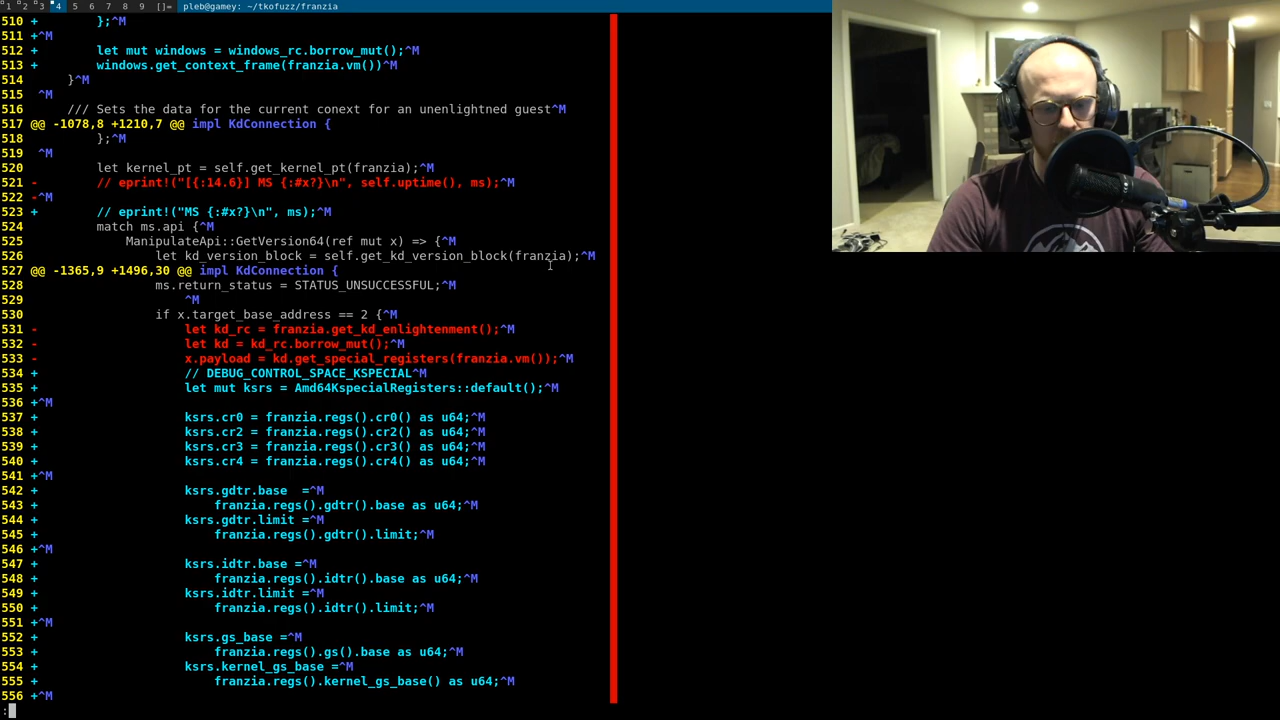 1 2 3 4 5 6 7 8 9 []= pleb@gamey: ~/tkofuzz/franzia
510 +        };^M
511 +^M
512 +        let mut windows = windows_rc.borrow_mut();^M
513 +        windows.get_context_frame(franzia.vm())^M
514      }^M
515  ^M
516      /// Sets the data for the current conext for an unenlightned guest^M
517 @@ -1078,8 +1210,7 @@ impl KdConnection {
518          };^M
519  ^M
520          let kernel_pt = self.get_kernel_pt(franzia);^M
521 -        // eprint!("[{:14.6}] MS {:#x?}\n", self.uptime(), ms);^M
522 -^M
523 +        // eprint!("MS {:#x?}\n", ms);^M
524          match ms.api {^M
525              ManipulateApi::GetVersion64(ref mut x) => {^M
526                  let kd_version_block = self.get_kd_version_block(franzia);^M
527 @@ -1365,9 +1496,30 @@ impl KdConnection {
528                  ms.return_status = STATUS_UNSUCCESSFUL;^M
529                      ^M
530                  if x.target_base_address == 2 {^M
531 -                    let kd_rc = franzia.get_kd_enlightenment();^M
532 -                    let kd = kd_rc.borrow_mut();^M
533 -                    x.payload = kd.get_special_registers(franzia.vm());^M
534 +                    // DEBUG_CONTROL_SPACE_KSPECIAL^M
535 +                    let mut ksrs = Amd64KspecialRegisters::default();^M
536 +^M
537 +                    ksrs.cr0 = franzia.regs().cr0() as u64;^M
538 +                    ksrs.cr2 = franzia.regs().cr2() as u64;^M
539 +                    ksrs.cr3 = franzia.regs().cr3() as u64;^M
540 +                    ksrs.cr4 = franzia.regs().cr4() as u64;^M
541 +^M
542 +                    ksrs.gdtr.base  =^M
543 +                        franzia.regs().gdtr().base as u64;^M
544 +                    ksrs.gdtr.limit =^M
545 +                        franzia.regs().gdtr().limit;^M
546 +^M
547 +                    ksrs.idtr.base =^M
548 +                        franzia.regs().idtr().base as u64;^M
549 +                    ksrs.idtr.limit =^M
550 +                        franzia.regs().idtr().limit;^M
551 +^M
552 +                    ksrs.gs_base =^M
553 +                        franzia.regs().gs().base as u64;^M
554 +                    ksrs.kernel_gs_base =^M
555 +                        franzia.regs().kernel_gs_base() as u64;^M
556 +^M
: